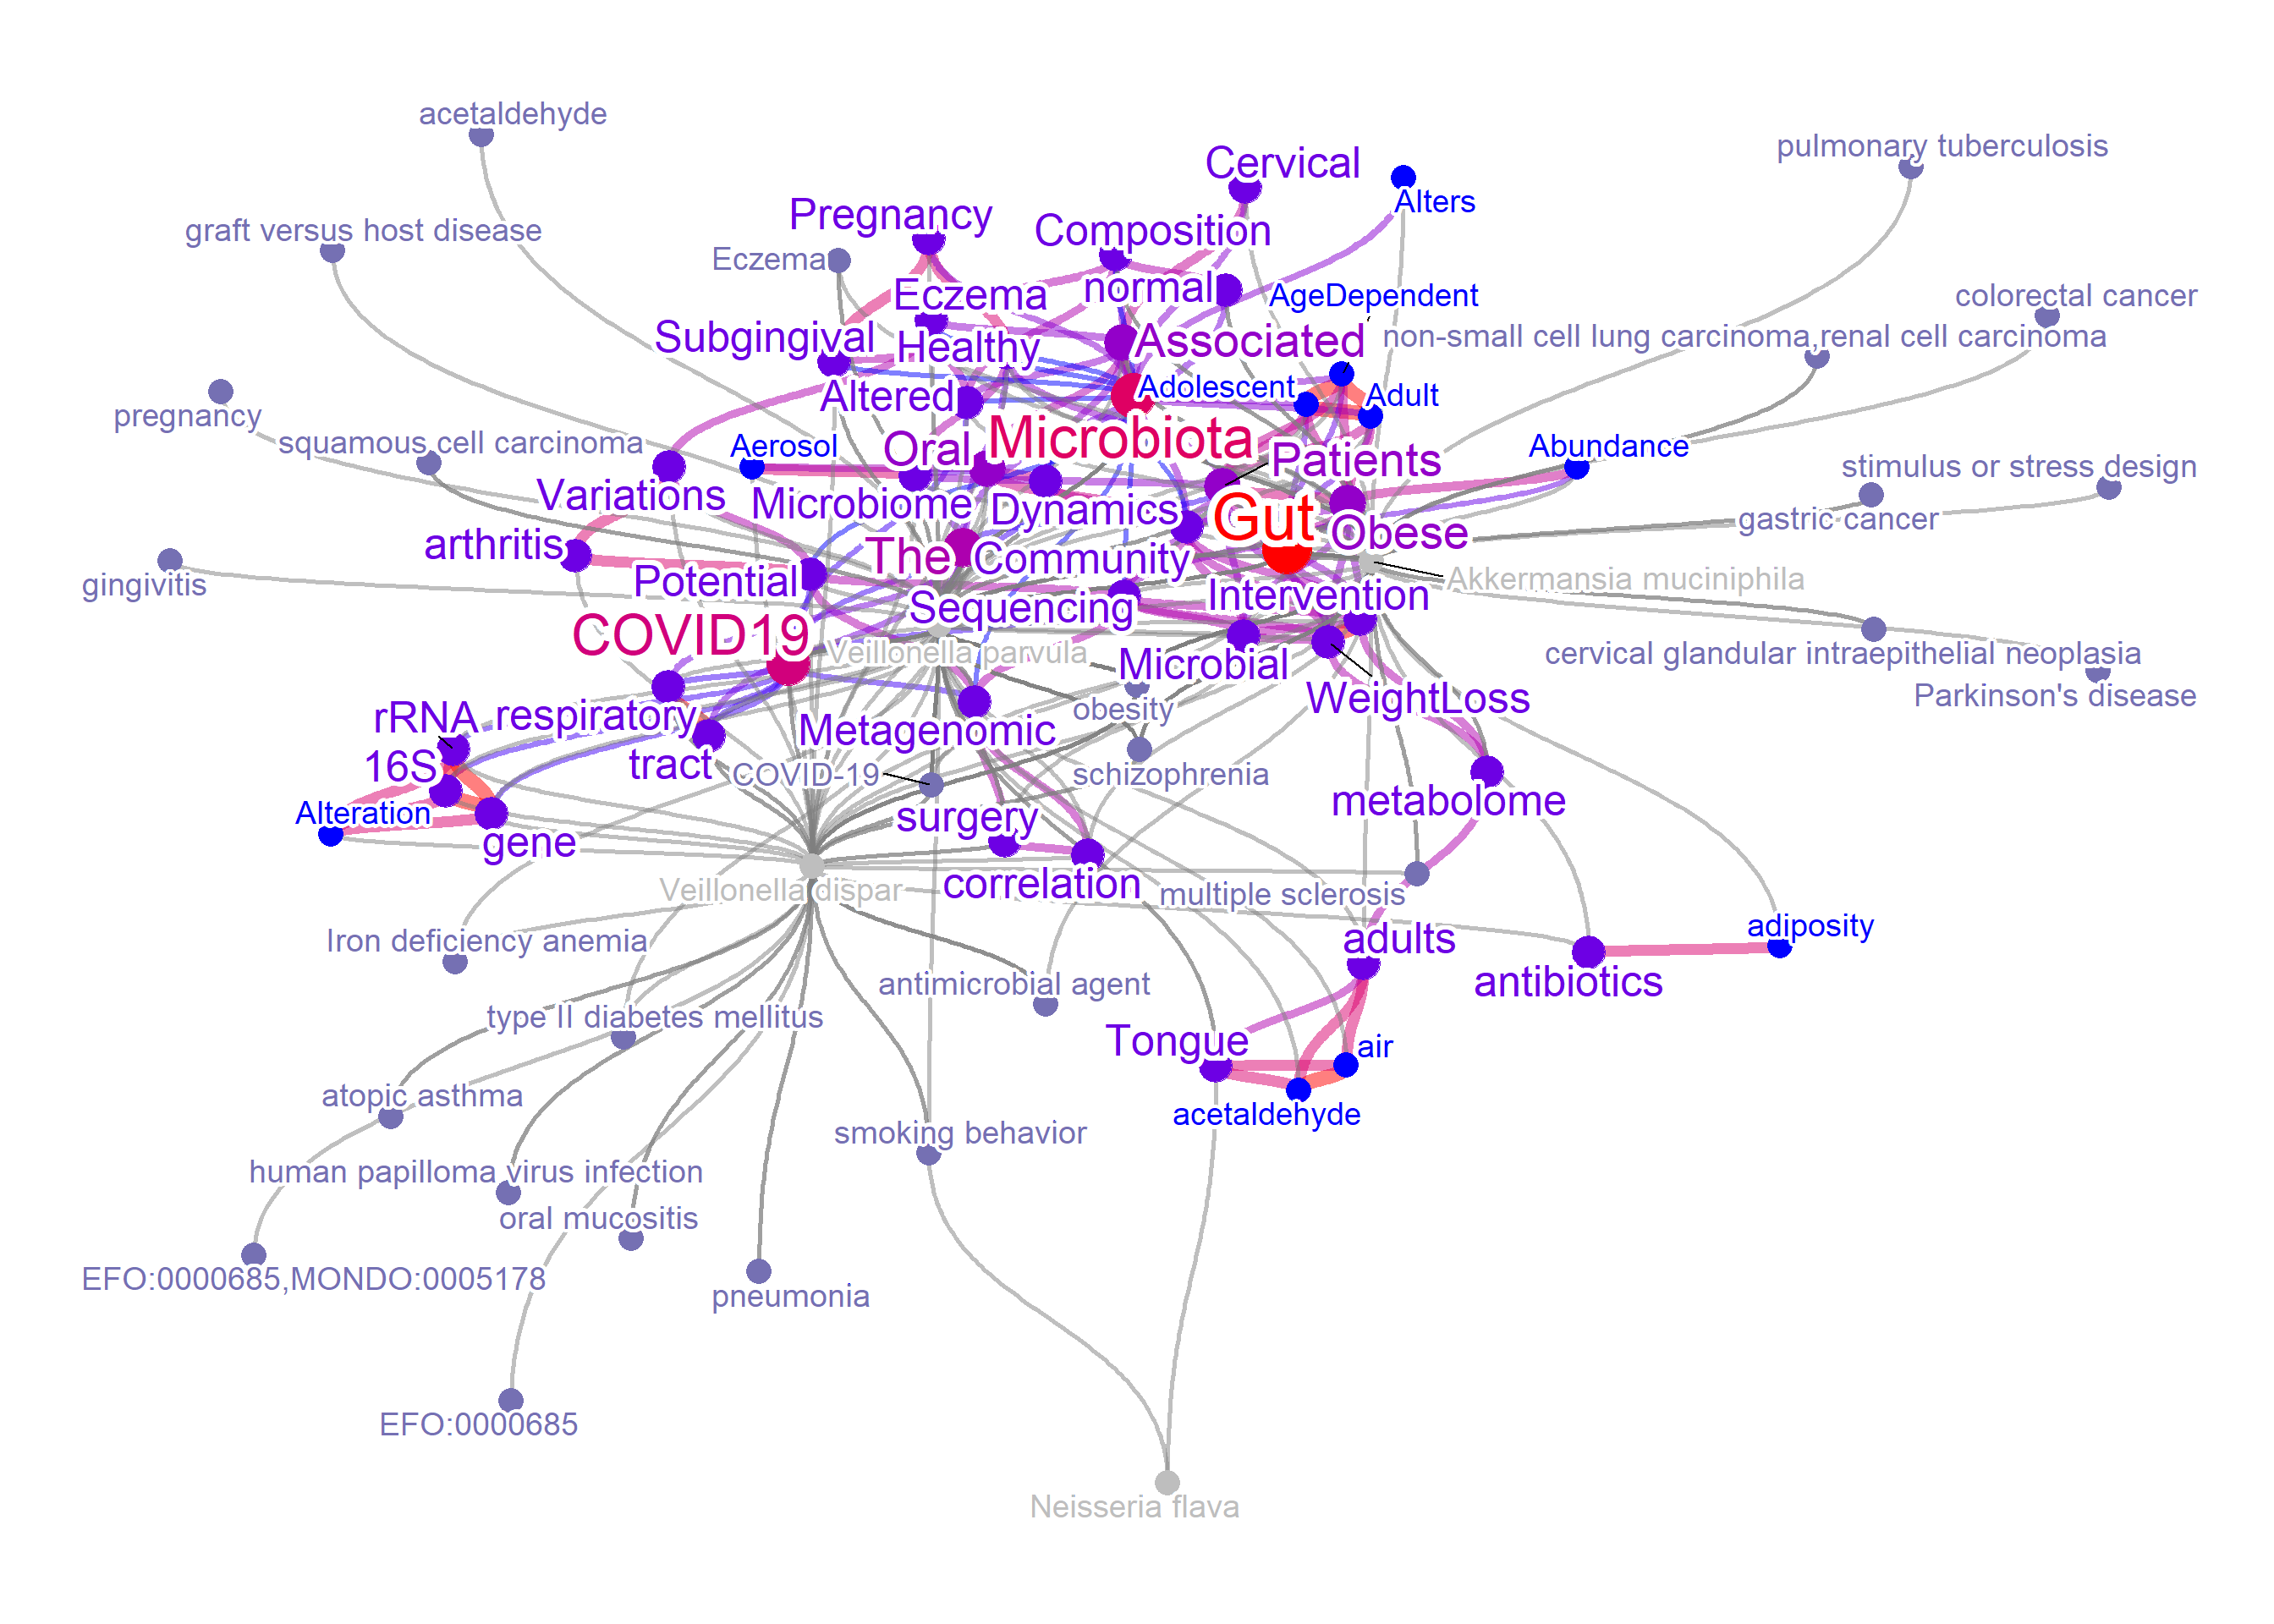 acetaldehyde
pulmonary tuberculosis
Cervical
Alters
Pregnancy
graft versus host disease
Composition
Eczema
normal
Eczema
AgeDependent
colorectal cancer
Subgingival
Healthy
Associated
non-small cell lung carcinoma,renal cell carcinoma
Altered
Adolescent
Adult
pregnancy
squamous cell carcinoma
Aerosol
Oral
Microbiota
Patients
Abundance
stimulus or stress design
Variations
Microbiome
Dynamics
Gut
gastric cancer
Obese
arthritis
The
Community
gingivitis
Potential
Akkermansia muciniphila
Sequencing
Intervention
COVID19
Veillonella parvula
Microbial
cervical glandular intraepithelial neoplasia
Parkinson's disease
WeightLoss
obesity
rRNA
respiratory
Metagenomic
16S
tract
COVID-19
schizophrenia
metabolome
Alteration
surgery
gene
Veillonella dispar
correlation
multiple sclerosis
Iron deficiency anemia
adults
adiposity
antibiotics
antimicrobial agent
type II diabetes mellitus
Tongue
air
atopic asthma
acetaldehyde
smoking behavior
human papilloma virus infection
oral mucositis
EFO:0000685,MONDO:0005178
pneumonia
EFO:0000685
Neisseria flava